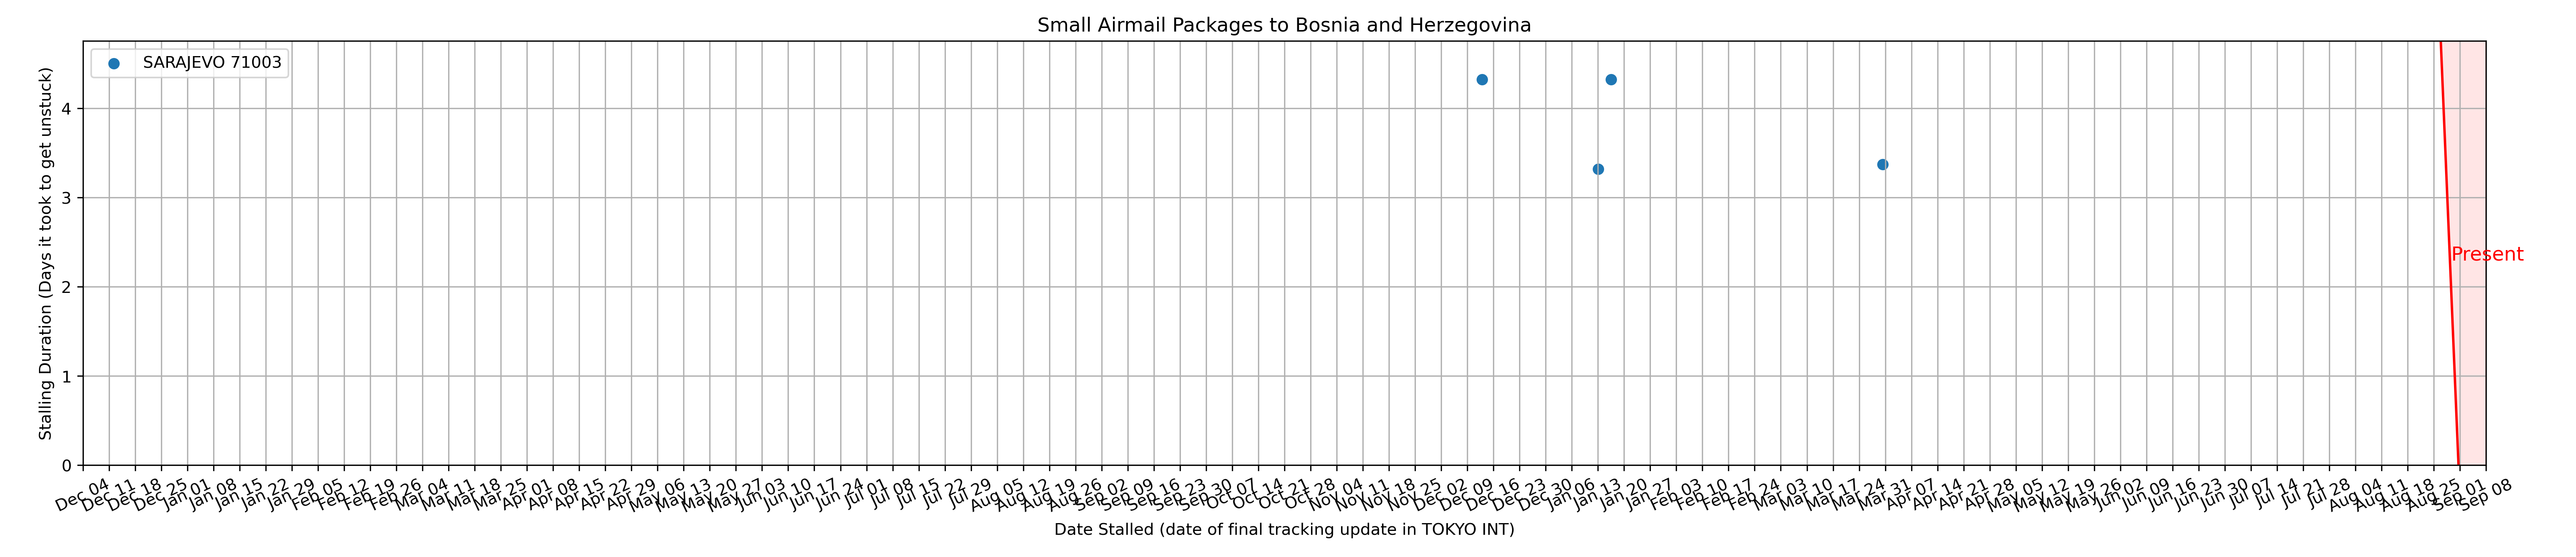 Small Airmail Packages to Bosnia and Herzegovina
SARAJEVO 71003
Stalling Duration (Days it took to get unstuck)
4
3
2
1
0
Present
Dec 04
Dec 11
Dec 18
Dec 25
Jan 01
Jan 08
Jan 15
Jan 22
Jan 29
Feb 05
Feb 12
Feb 19
Feb 26
Mar 04
Mar 11
Mar 18
Mar 25
Apr 01
Apr 08
Apr 15
Apr 22
Apr 29
May 06
May 13
May 20
May 27
Jun 03
Jun 10
Jun 17
Jun 24
Jul 01
Jul 08
Jul 15
Jul 22
Jul 29
Aug 05
Aug 12
Aug 19
Aug 26
Sep 02
Sep 09
Sep 16
Sep 23
Sep 30
Oct 07
Oct 14
Oct 21
Oct 28
Nov 04
Nov 11
Nov 18
Nov 25
Dec 02
Dec 09
Dec 16
Dec 23
Dec 30
Jan 06
Jan 13
Jan 20
Jan 27
Feb 03
Feb 10
Feb 17
Feb 24
Mar 03
Mar 10
Mar 17
Mar 24
Mar 31
Apr 07
Apr 14
Apr 21
Apr 28
May 05
May 12
May 19
May 26
Jun 02
Jun 09
Jun 16
Jun 23
Jun 30
Jul 07
Jul 14
Jul 21
Jul 28
Aug 04
Aug 11
Aug 18
Aug 25
Sep 01
Sep 08
Date Stalled (date of final tracking update in TOKYO INT)